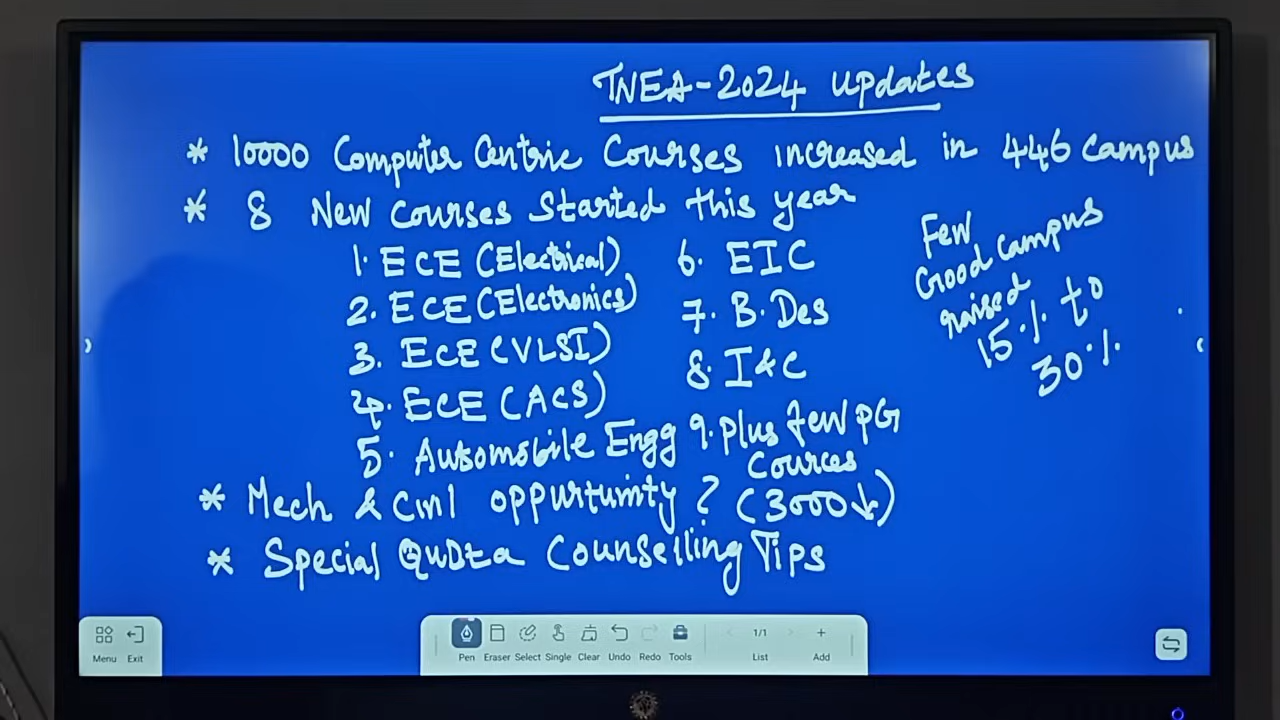 TNEA-2024 Updates
* 10000 Computer Centric Courses increased in 446 campus
* 8 New Courses Started this year
1. ECE (Electrical)
2. ECE (Electronics)
3. ECE (VLSI)
4. ECE (ACS)
5. Automobile Engg
6. EIC
7. B.Des
8. I&C
9. Plus few PG
Cources
Few
Good campus
raised
15% to
30%
* Mech & Civil oppurtunity? (3000↓)
* Special Quota Counselling Tips
Menu Exit
Pen Eraser Select Single Clear Undo Redo Tools
1/1
List
+
Add